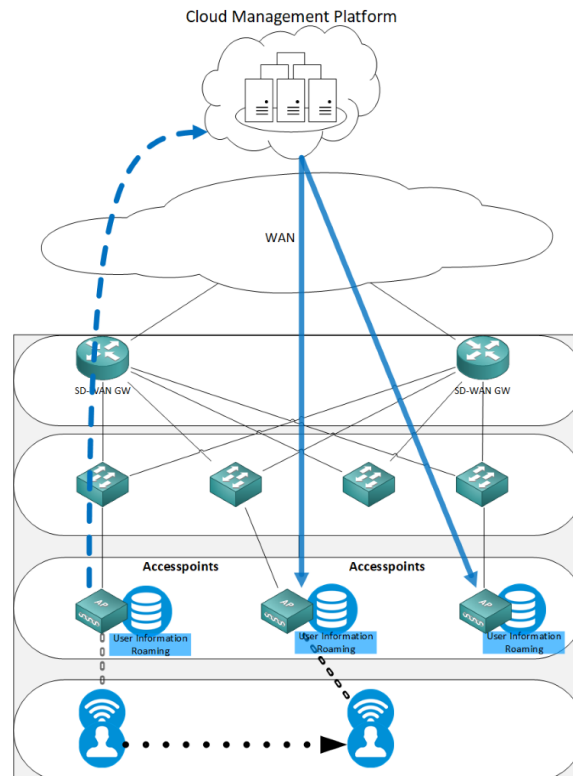 Cloud Management Platform
WAN
SD-WAN GW
SD-WAN GW
Accesspoints
Accesspoints
AP
AP
AP
User Information
Roaming
User Information
Roaming
User Information
Roaming